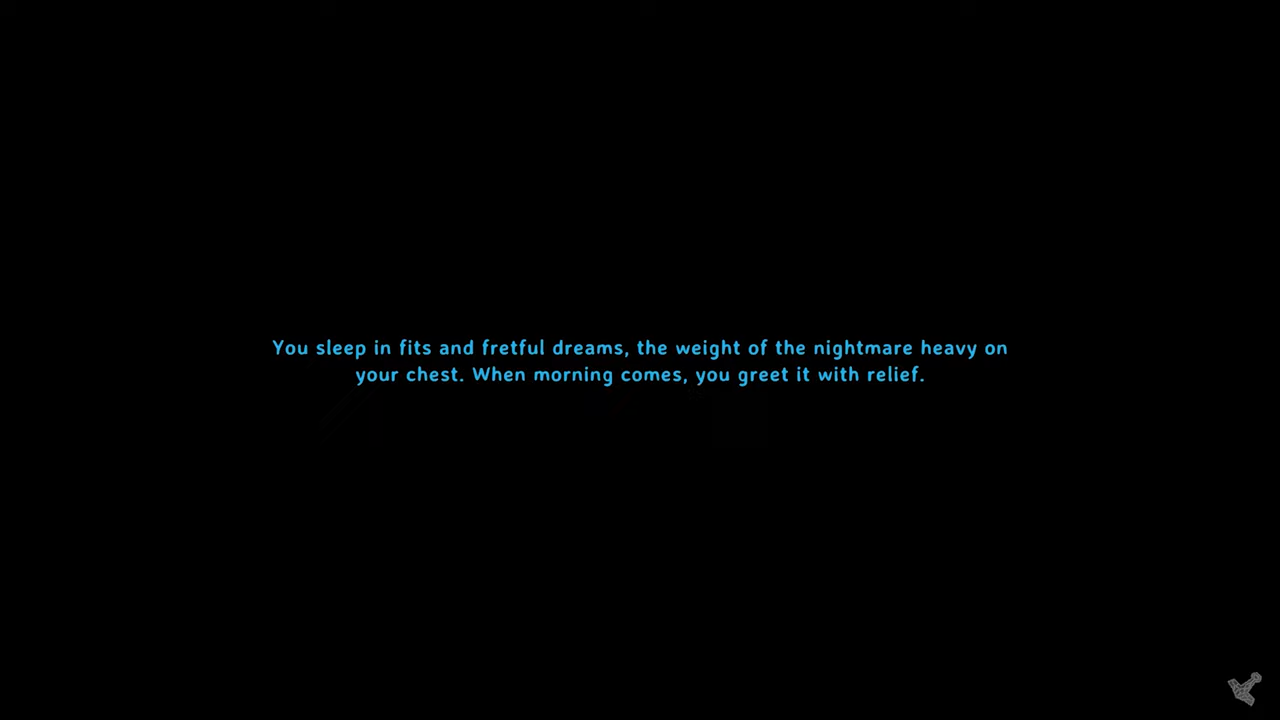 You sleep in fits and fretful dreams, the weight of the nightmare heavy on
your chest. When morning comes, you greet it with relief.